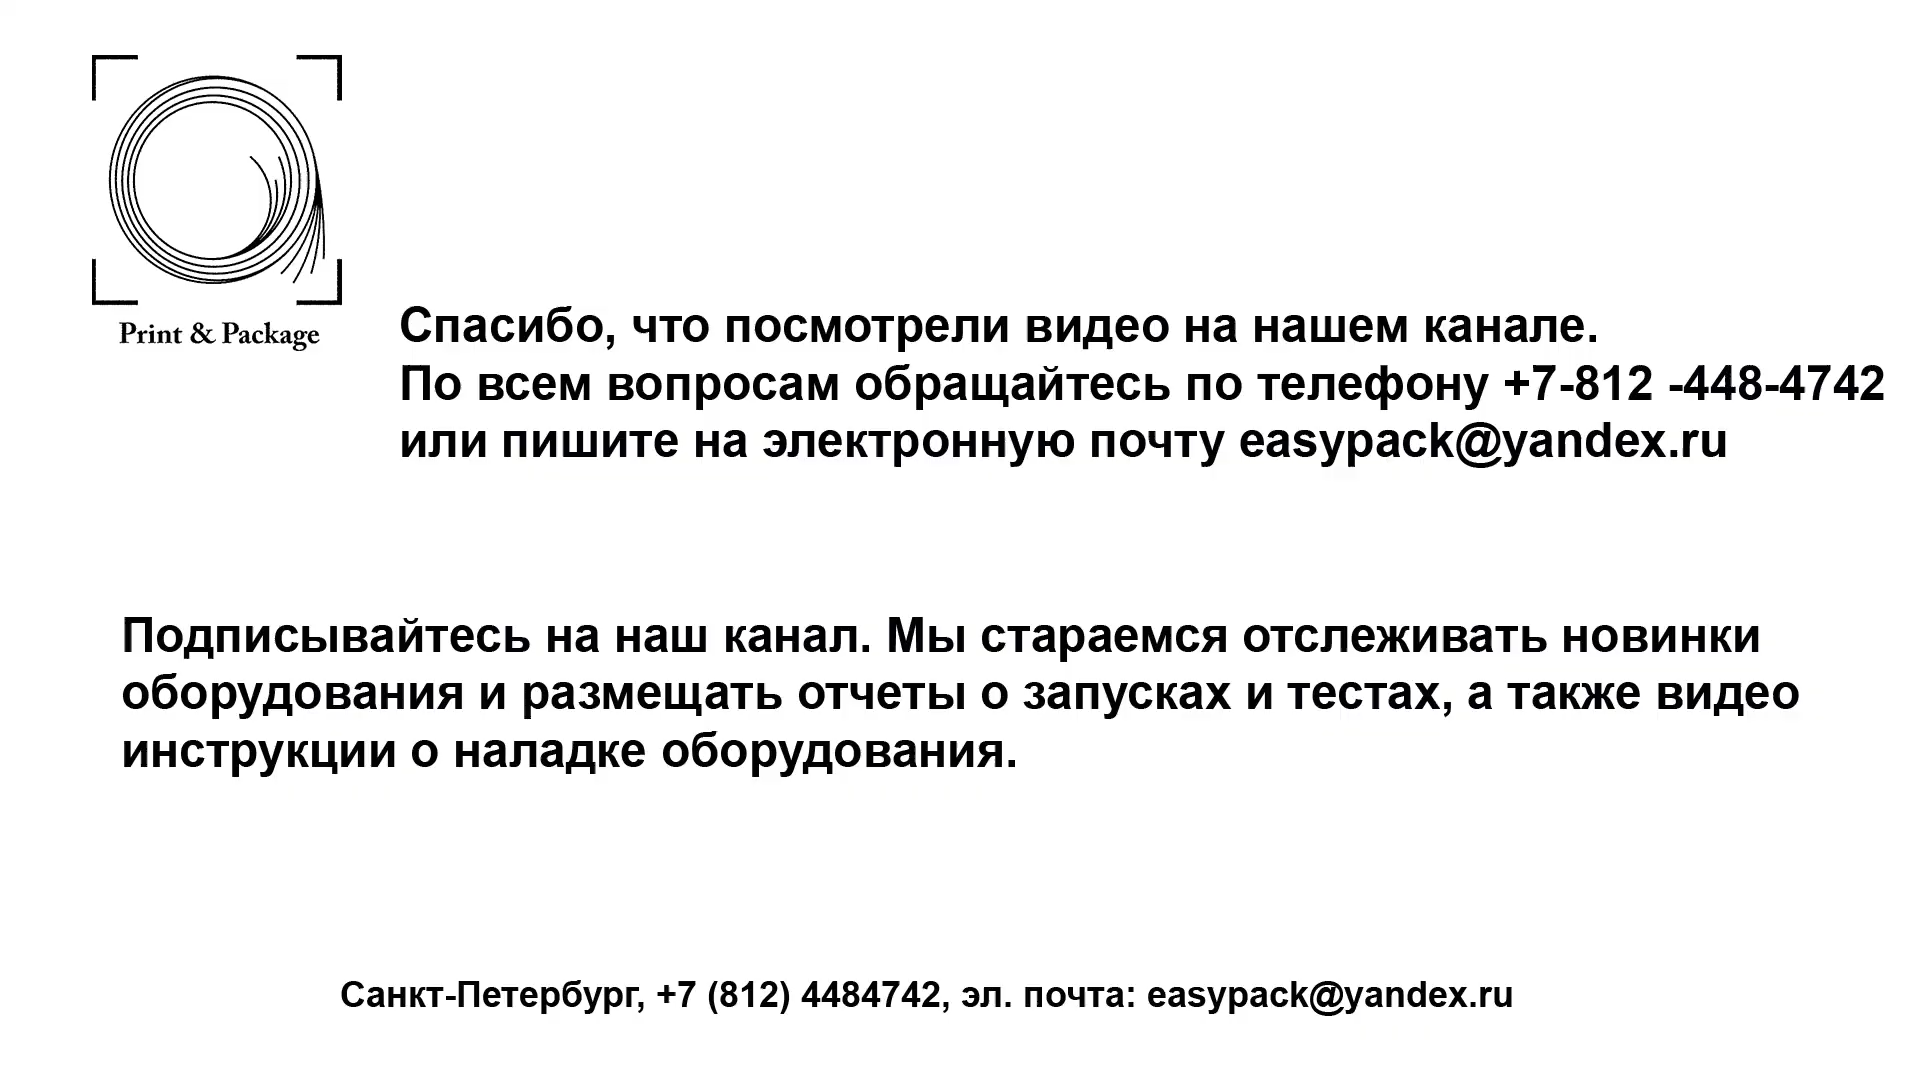 Print & Package
Спасибо, что посмотрели видео на нашем канале.
По всем вопросам обращайтесь по телефону +7-812 -448-4742
или пишите на электронную почту easypack@yandex.ru
Подписывайтесь на наш канал. Мы стараемся отслеживать новинки
оборудования и размещать отчеты о запусках и тестах, а также видео
инструкции о наладке оборудования.
Санкт-Петербург, +7 (812) 4484742, эл. почта: easypack@yandex.ru